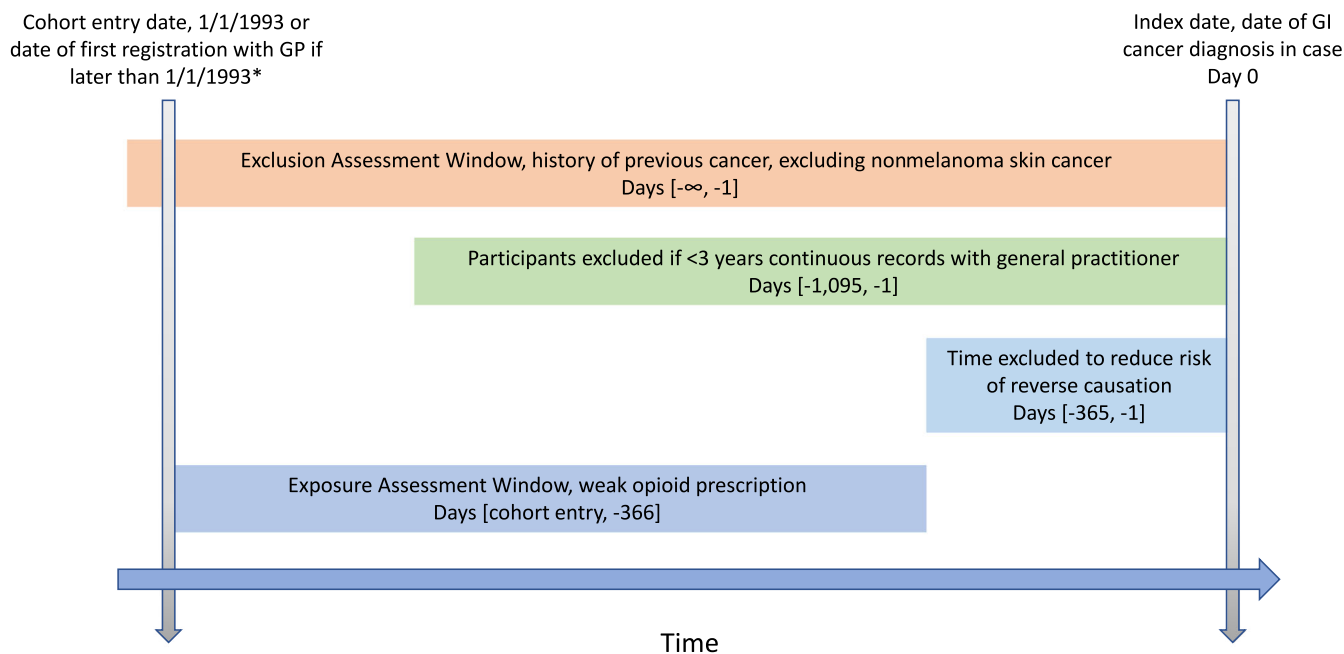 Cohort entry date, 1/1/1993 or
date of first registration with GP if
later than 1/1/1993*
Index date, date of GI
cancer diagnosis in case
Day 0
Exclusion Assessment Window, history of previous cancer, excluding nonmelanoma skin cancer
Days [-∞, -1]
Participants excluded if <3 years continuous records with general practitioner
Days [-1,095, -1]
Time excluded to reduce risk
of reverse causation
Days [-365, -1]
Exposure Assessment Window, weak opioid prescription
Days [cohort entry, -366]
Time